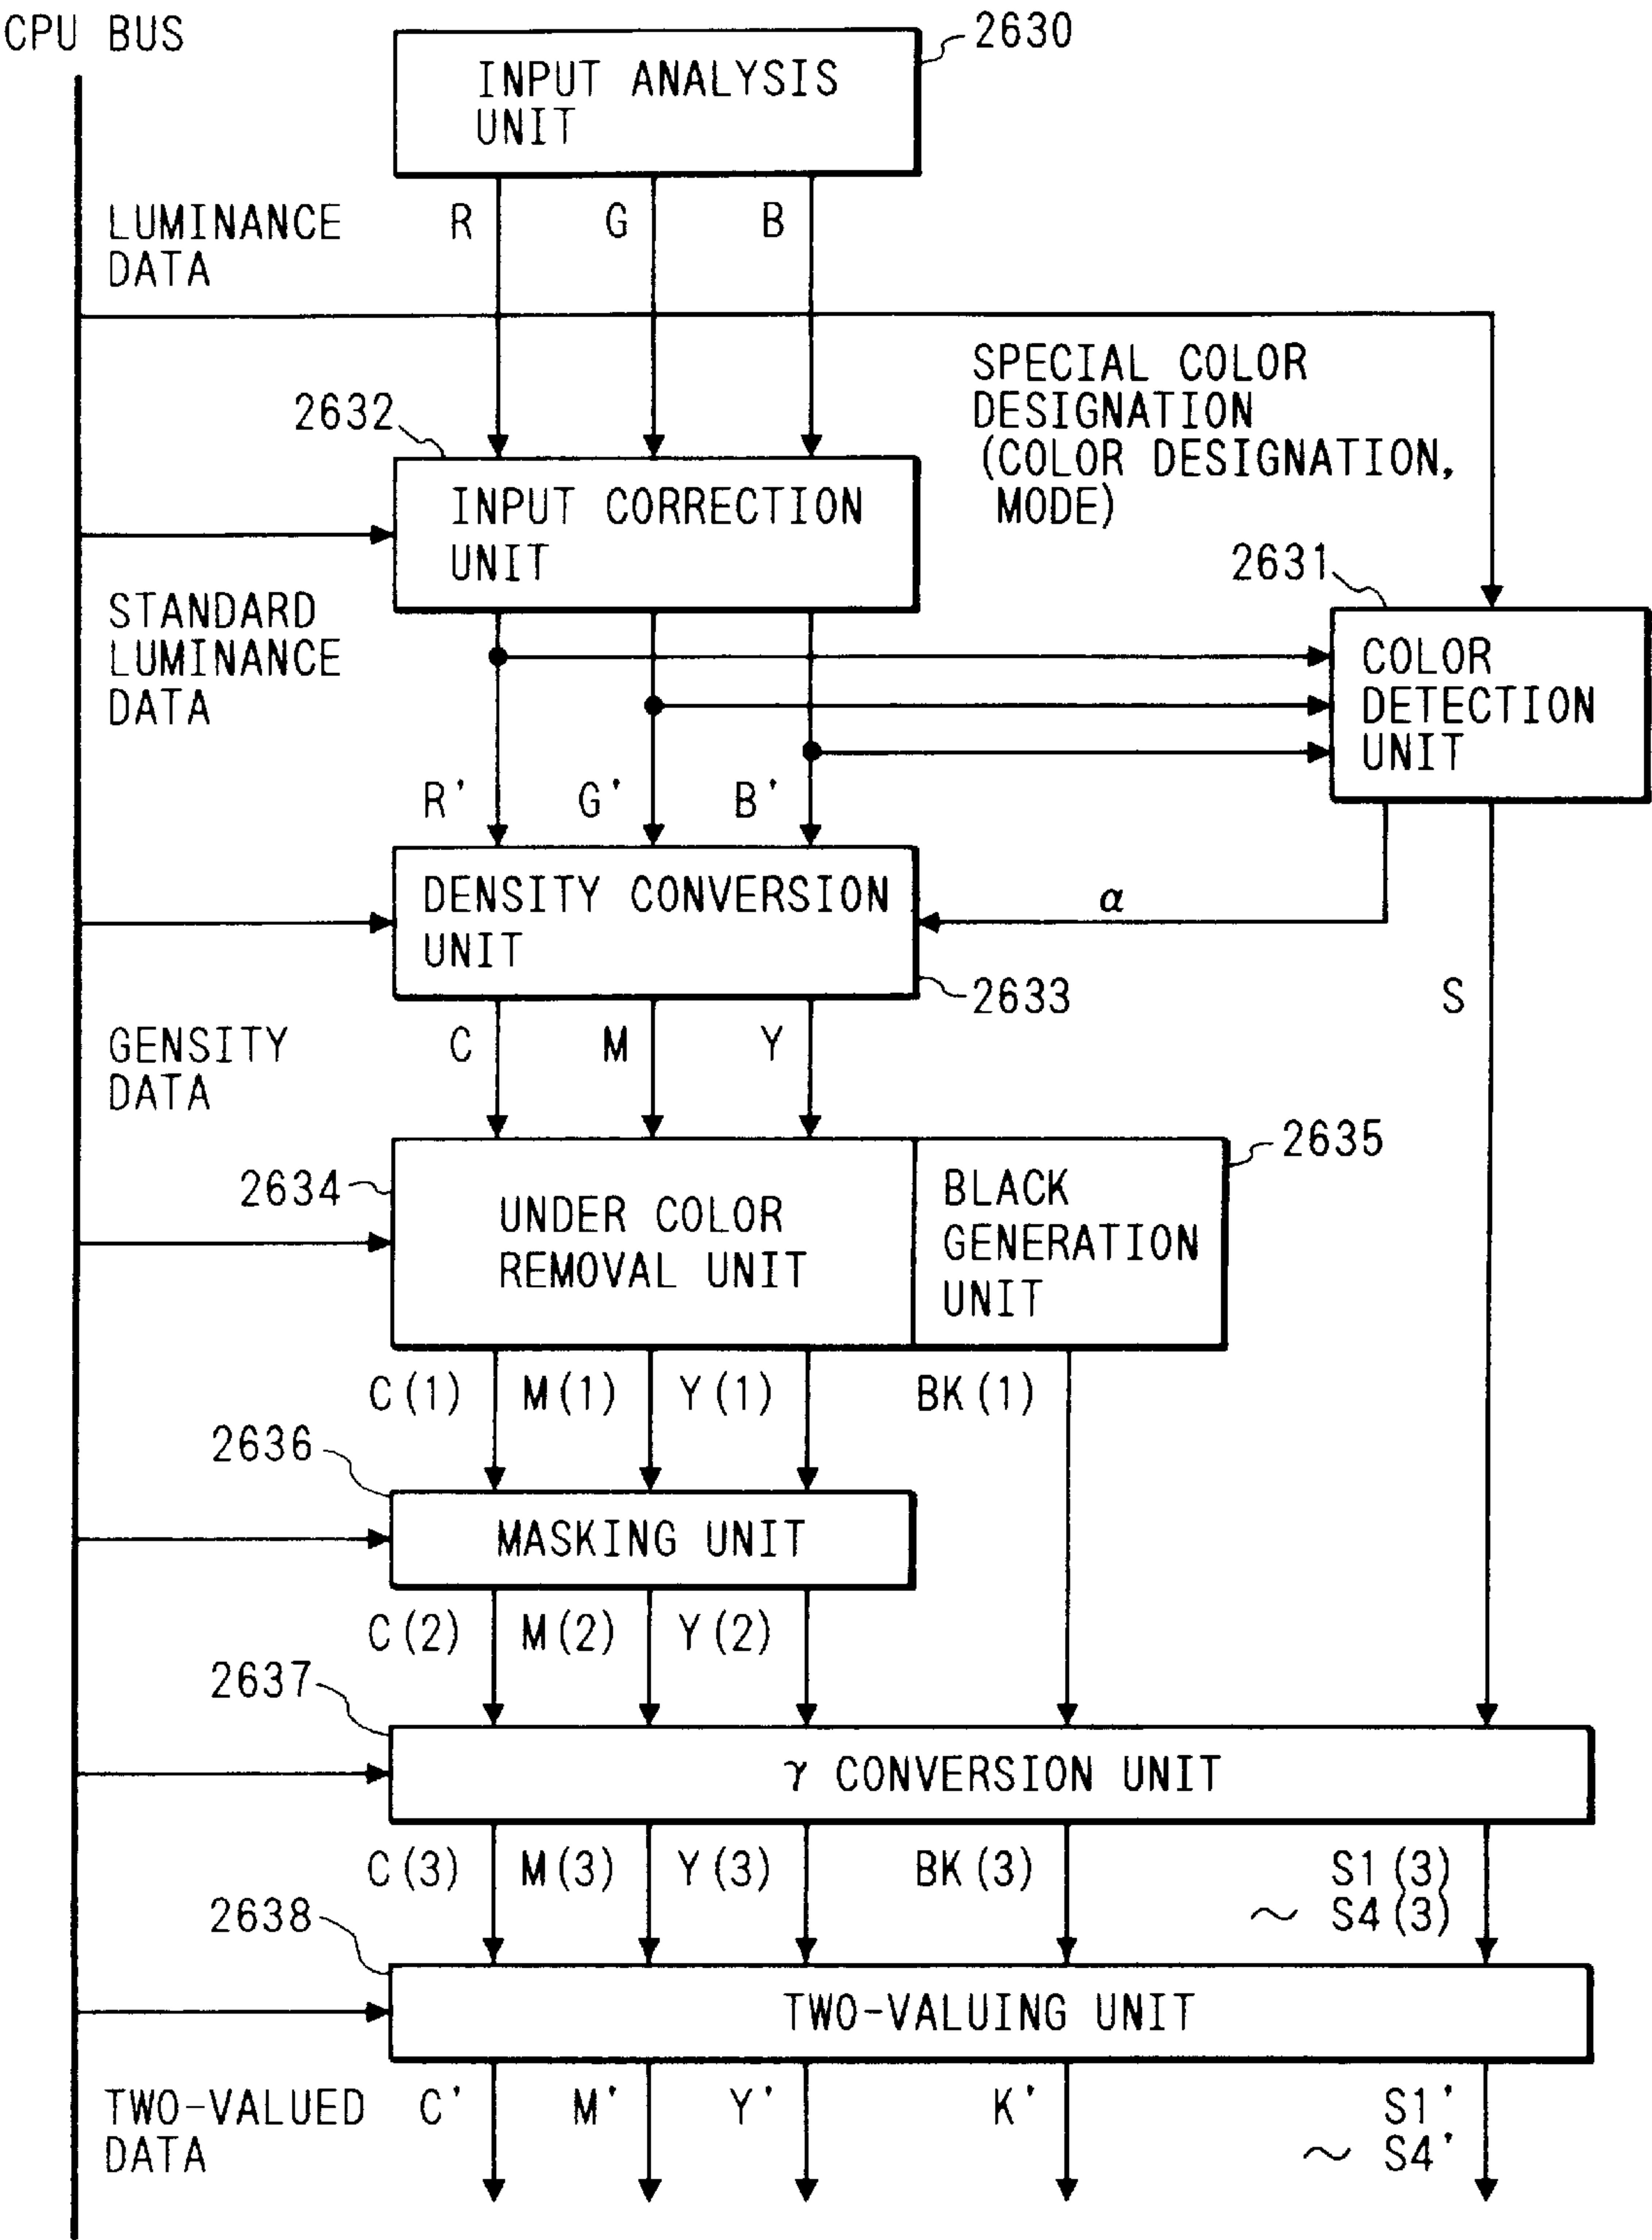 CPU BUS
2630
INPUT ANALYSIS
UNIT
LUMINANCE
DATA
R
G
B
SPECIAL COLOR
DESIGNATION
(COLOR DESIGNATION,
MODE)
2632
INPUT CORRECTION
UNIT
2631
COLOR
DETECTION
UNIT
STANDARD
LUMINANCE
DATA
R'
G'
B'
DENSITY CONVERSION
UNIT
α
2633
S
GENSITY
DATA
C
M
Y
2634
UNDER COLOR
REMOVAL UNIT
2635
BLACK
GENERATION
UNIT
C(1)
M(1)
Y(1)
BK(1)
2636
MASKING UNIT
C(2)
M(2)
Y(2)
2637
γ CONVERSION UNIT
C(3)
M(3)
Y(3)
BK(3)
S1(3)
~ S4(3)
2638
TWO-VALUING UNIT
TWO-VALUED
DATA
C'
M'
Y'
K'
S1'
~ S4'